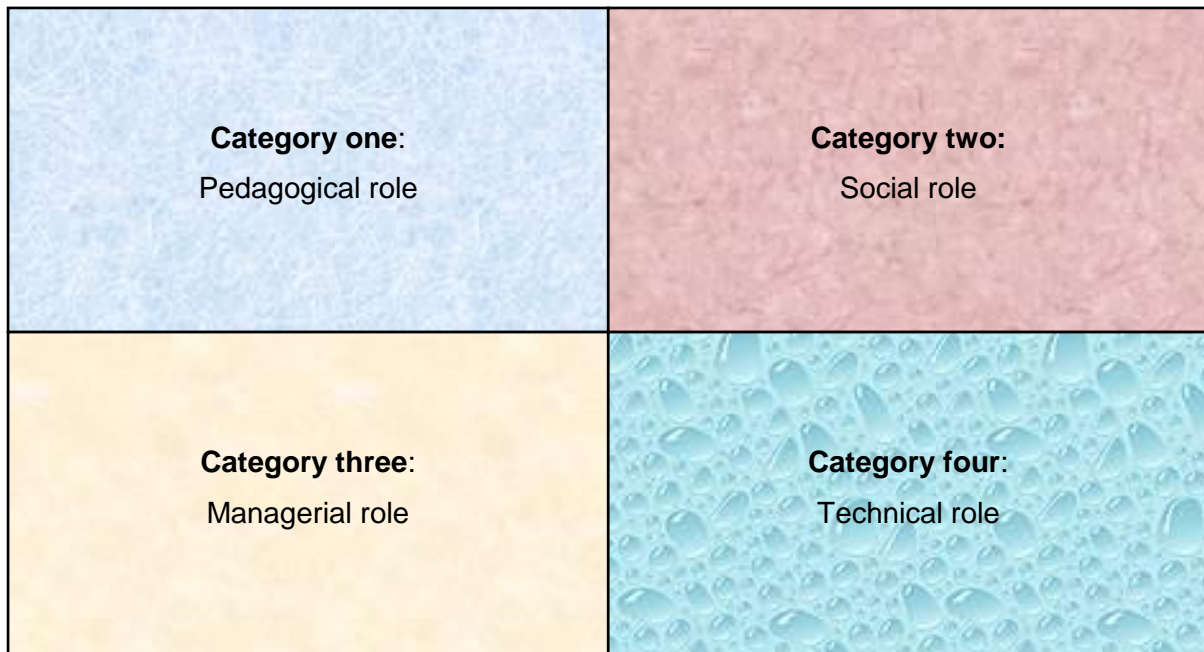 Category one:
Pedagogical role
Category two:
Social role
Category three:
Managerial role
Category four:
Technical role